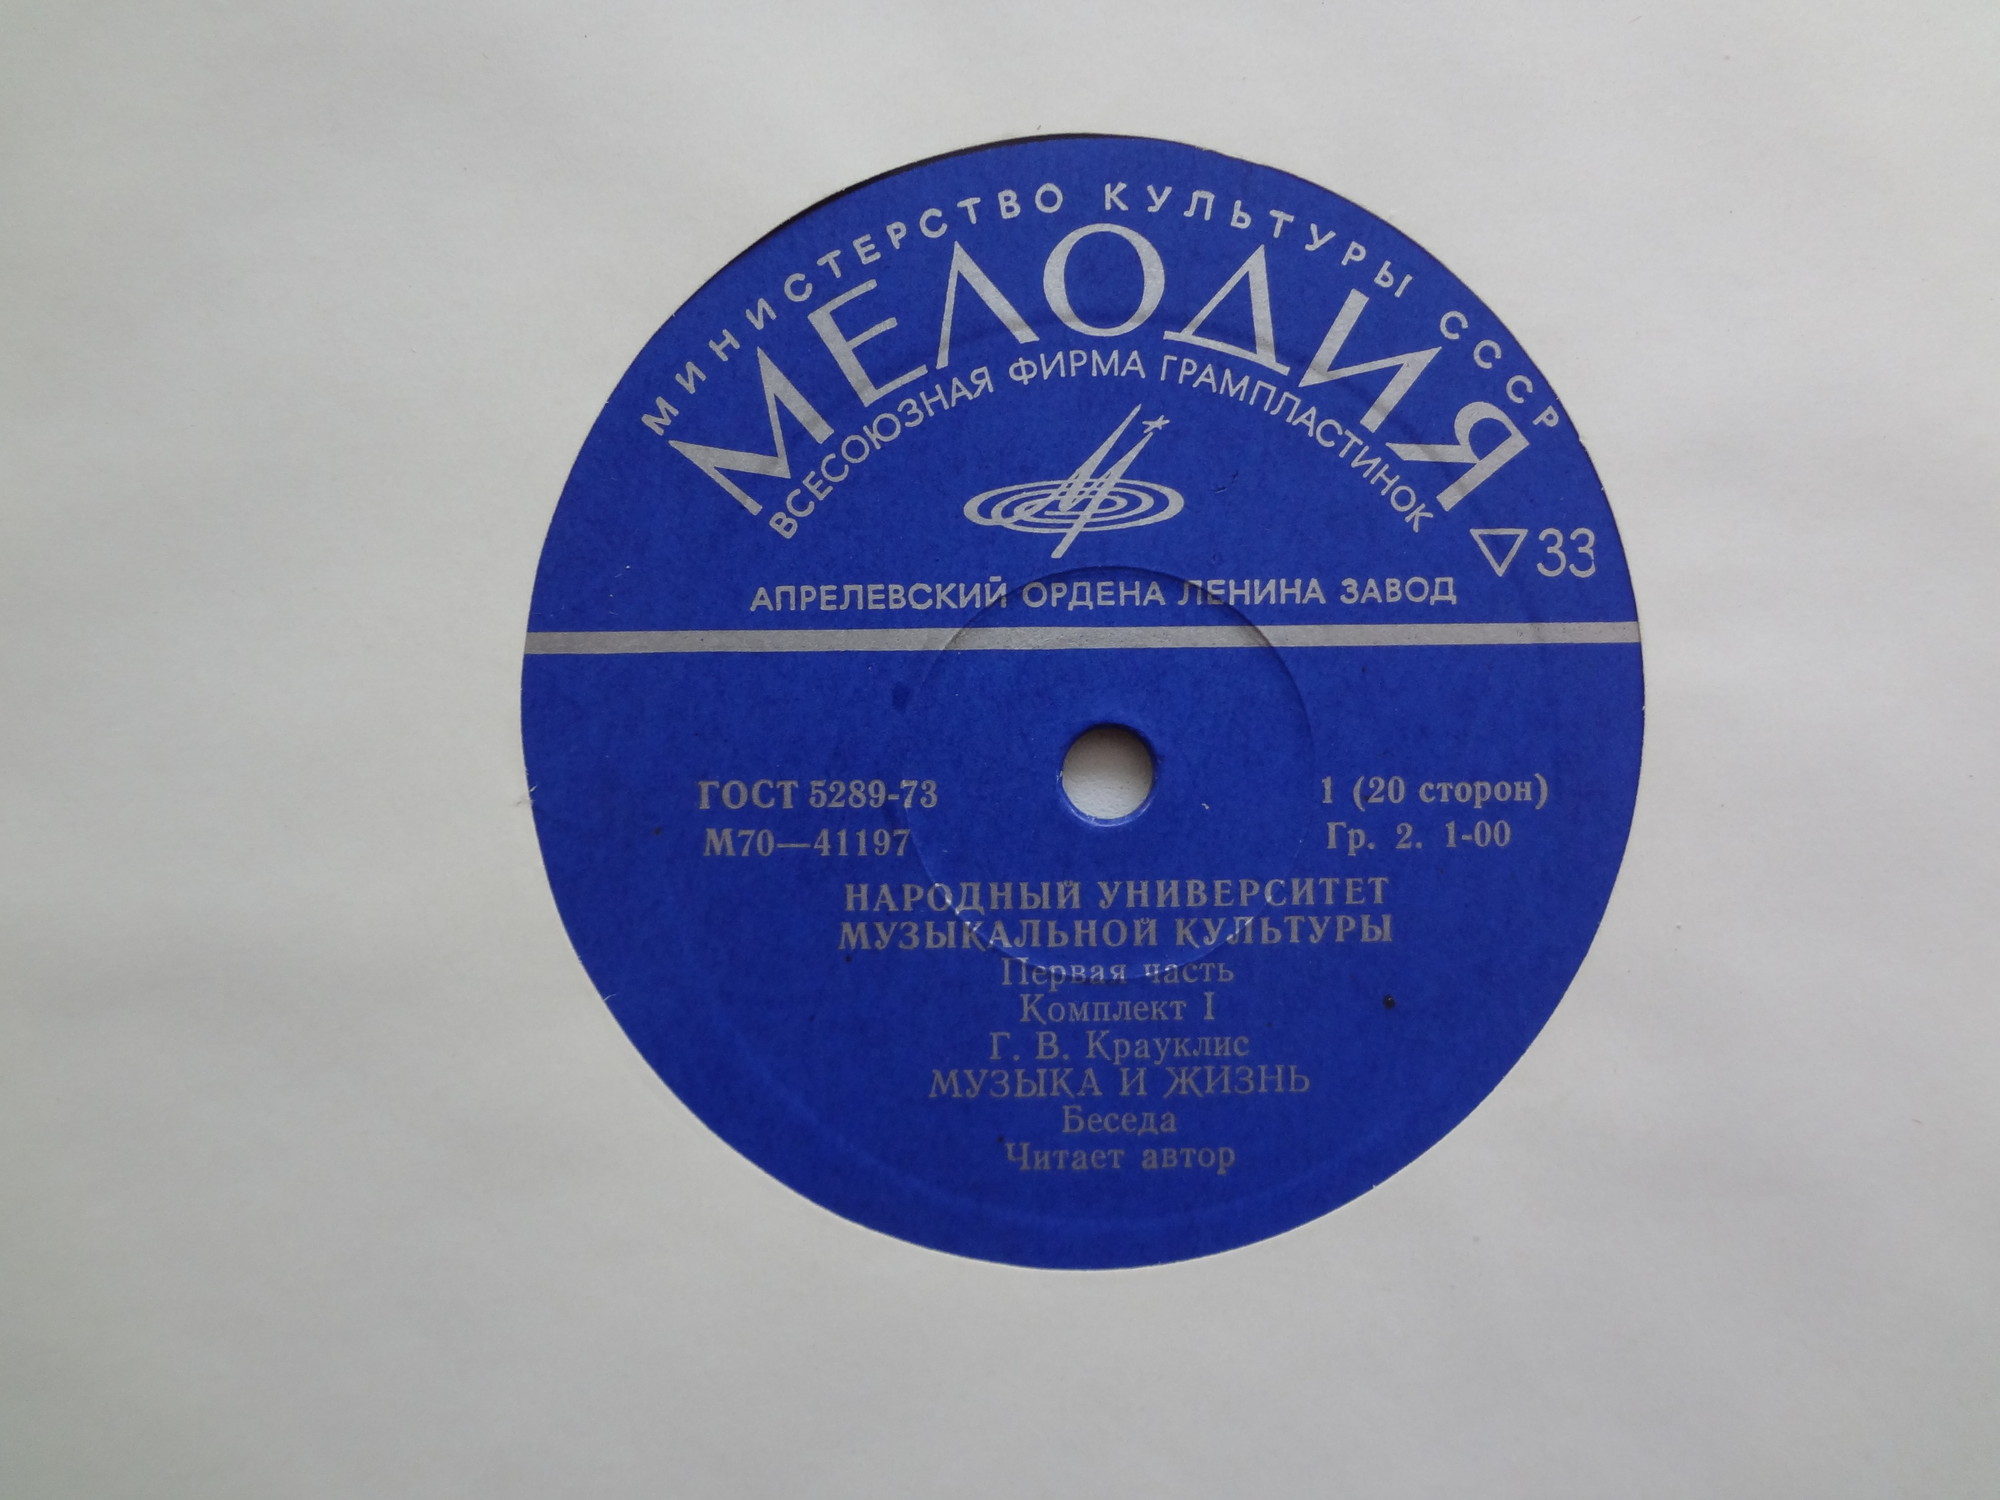 МИНИСТЕРСТВО КУЛЬТУРЫ СССР
МЕЛОДИЯ
ВСЕСОЮЗНАЯ ФИРМА ГРАМПЛАСТИНОК
▽33
АПРЕЛЕВСКИЙ ОРДЕНА ЛЕНИНА ЗАВОД
ГОСТ 5289-73
М70—41197
1 (20 сторон)
Гр. 2. 1-00
НАРОДНЫЙ УНИВЕРСИТЕТ
МУЗЫКАЛЬНОЙ КУЛЬТУРЫ
Первая часть
Комплект I
Г. В. Крауклис
МУЗЫКА И ЖИЗНЬ
Беседа
Читает автор